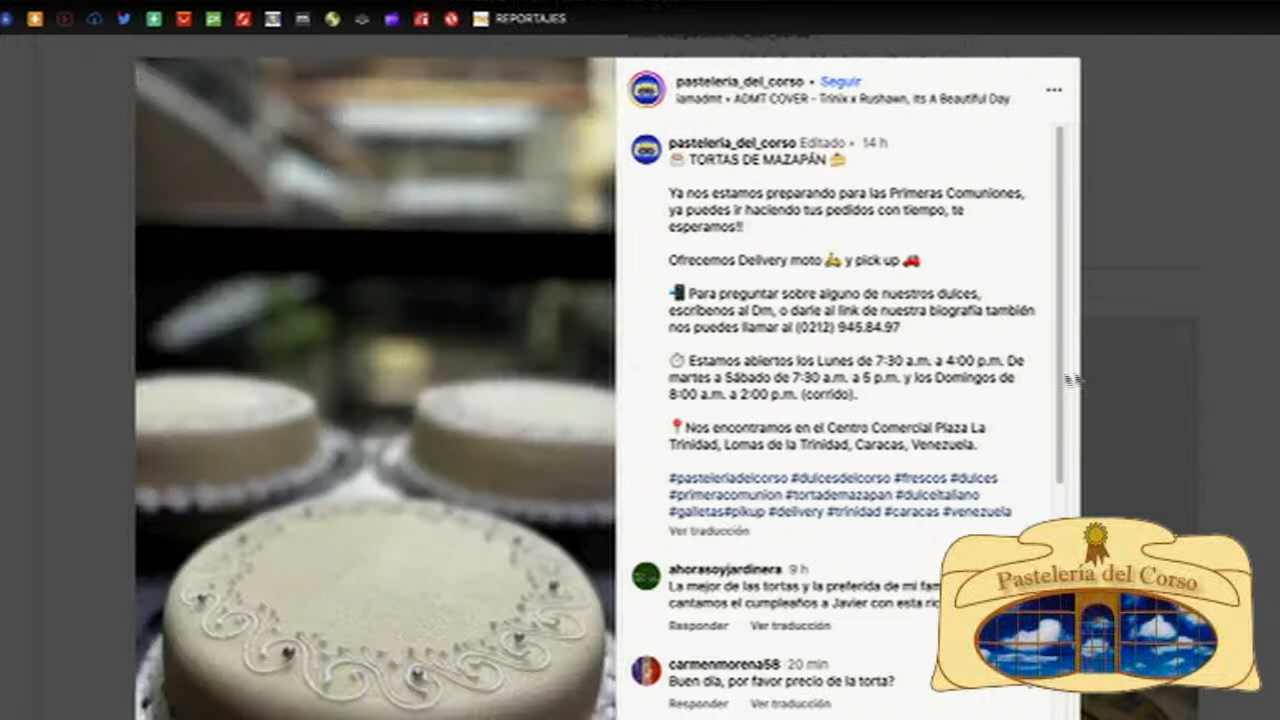 REPORTAJES
pasteleria_del_corso • Seguir
iamadmt • ADMT COVER - Trinix x Rushawn, Its A Beautiful Day
pasteleria_del_corso Editado • 14 h
TORTAS DE MAZAPÁN
Ya nos estamos preparando para las Primeras Comuniones,
ya puedes ir haciendo tus pedidos con tiempo, te
esperamos!!
Ofrecemos Delivery moto y pick up
Para preguntar sobre alguno de nuestros dulces,
escríbenos al Dm, o darle al link de nuestra biografía también
nos puedes llamar al (0212) 945.84.97
Estamos abiertos los Lunes de 7:30 a.m. a 4:00 p.m. De
martes a Sábado de 7:30 a.m. a 5 p.m. y los Domingos de
8:00 a.m. a 2:00 p.m. (corrido).
Nos encontramos en el Centro Comercial Plaza La
Trinidad, Lomas de la Trinidad, Caracas, Venezuela.
#pasteleriadelcorso #dulcesdelcorso #frescos #dulces
#primeracomunion #tortademazapan #dulceitaliano
#galletas#pikup #delivery #trinidad #caracas #venezuela
Ver traducción
ahorasoyjardinera 9 h
La mejor de las tortas y la preferida de mi fam
cantamos el cumpleaños a Javier con esta ric
Responder Ver traducción
carmenmorena58 20 min
Buen día, por favor precio de la torta?
Responder Ver traducción
Pastelería del Corso